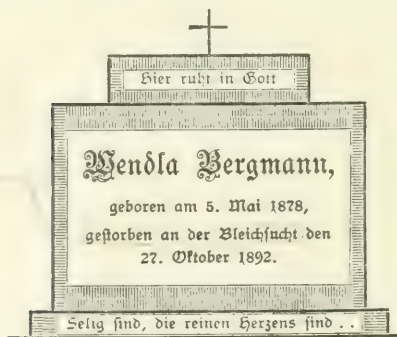 Hier ruht in Gott
Wendla Bergmann,
geboren am 5. Mai 1878,
gestorben an der Bleichsucht den
27. Oktober 1892.
Selig sind, die reinen Herzens sind . .